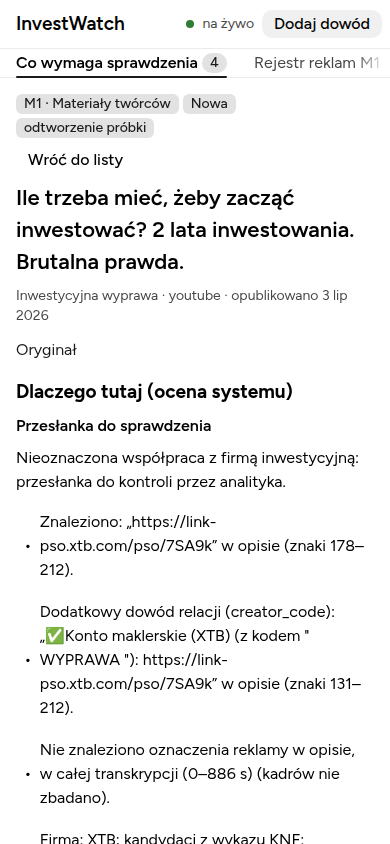 InvestWatch
na żywo
Dodaj dowód
Co wymaga sprawdzenia 4
Rejestr reklam M1
M1 · Materiały twórców
Nowa
odtworzenie próbki
Wróć do listy
Ile trzeba mieć, żeby zacząć
inwestować? 2 lata inwestowania.
Brutalna prawda.
Inwestycyjna wyprawa · youtube · opublikowano 3 lip
2026
Oryginał
Dlaczego tutaj (ocena systemu)
Przesłanka do sprawdzenia
Nieoznaczona współpraca z firmą inwestycyjną:
przesłanka do kontroli przez analityka.
Znaleziono: „https://link-
• pso.xtb.com/pso/7SA9k” w opisie (znaki 178–
212).
Dodatkowy dowód relacji (creator_code):
„✅Konto maklerskie (XTB) (z kodem "
• WYPRAWA "): https://link-
pso.xtb.com/pso/7SA9k” w opisie (znaki 131–
212).
Nie znaleziono oznaczenia reklamy w opisie,
• w całej transkrypcji (0–886 s) (kadrów nie
zbadano).
Firma: XTB; kandydaci z wykazu KNF: